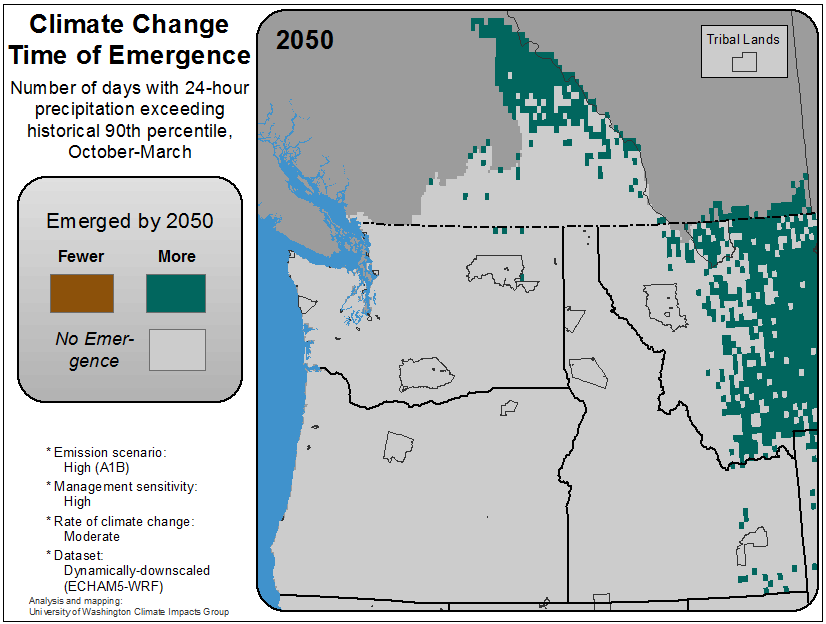 Climate Change
Time of Emergence
Number of days with 24-hour
precipitation exceeding
historical 90th percentile,
October-March
Emerged by 2050
Fewer
More
No Emer-
gence
* Emission scenario:
High (A1B)
* Management sensitivity:
High
* Rate of climate change:
Moderate
* Dataset:
Dynamically-downscaled
(ECHAM5-WRF)
Analysis and mapping:
University of Washington Climate Impacts Group
2050
Tribal Lands